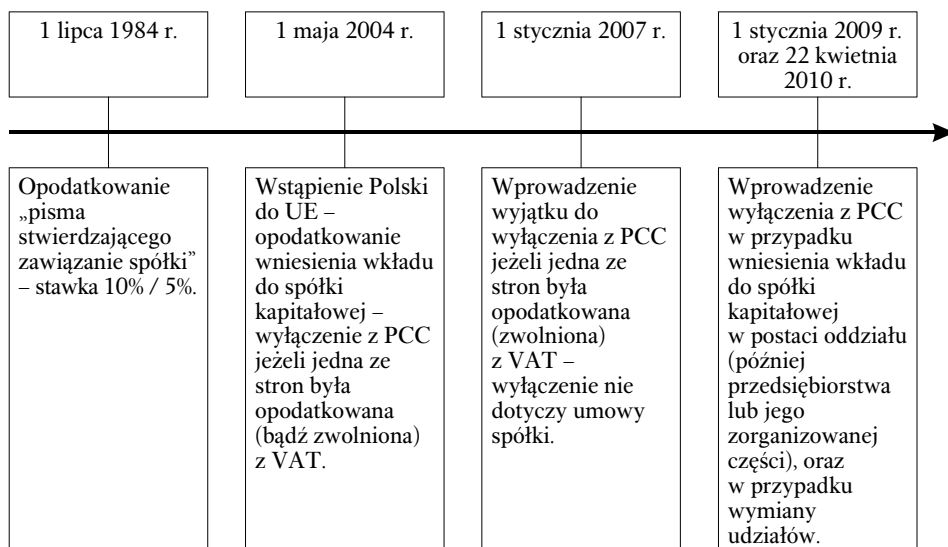 1 lipca 1984 r.
1 maja 2004 r.
1 stycznia 2007 r.
1 stycznia 2009 r.
oraz 22 kwietnia
2010 r.
Opodatkowanie
„pisma
stwierdzającego
zawiązanie spółki”
– stawka 10% / 5%.
Wstąpienie Polski
do UE –
opodatkowanie
wniesienia wkładu
do spółki
kapitałowej –
wyłączenie z PCC
jeżeli jedna ze
stron była
opodatkowana
(bądź zwolniona)
z VAT.
Wprowadzenie
wyjątku do
wyłączenia z PCC
jeżeli jedna ze
stron była
opodatkowana
(zwolniona)
z VAT –
wyłączenie nie
dotyczy umowy
spółki.
Wprowadzenie
wyłączenia z PCC
w przypadku
wniesienia wkładu
do spółki
kapitałowej
w postaci oddziału
(później
przedsiębiorstwa
lub jego
zorganizowanej
części), oraz
w przypadku
wymiany
udziałów.